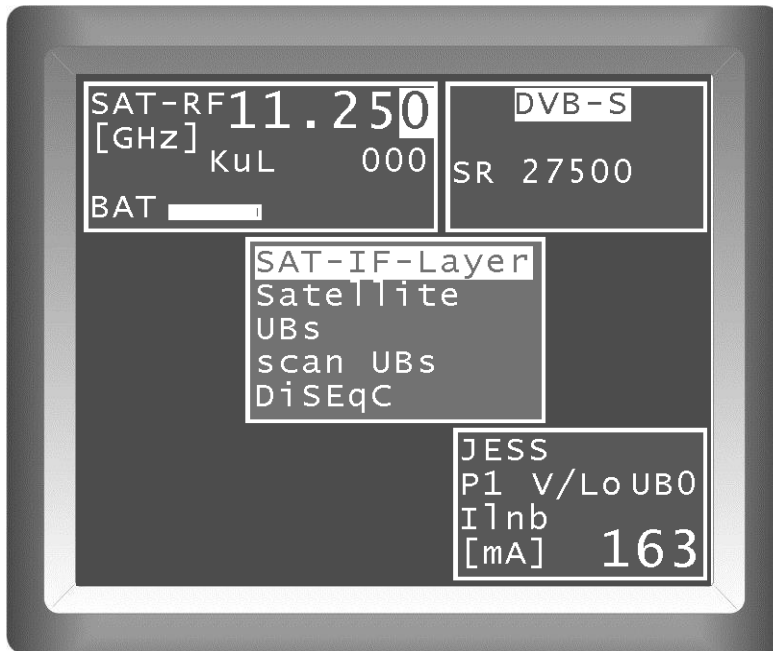 SAT-RF 11.250
[GHz]
KuL 000
BAT
DVB-S
SR 27500
SAT-IF-Layer
Satellite
UBs
scan UBs
DiSEqC
JESS
P1 V/Lo UB0
Ilnb
[mA] 163